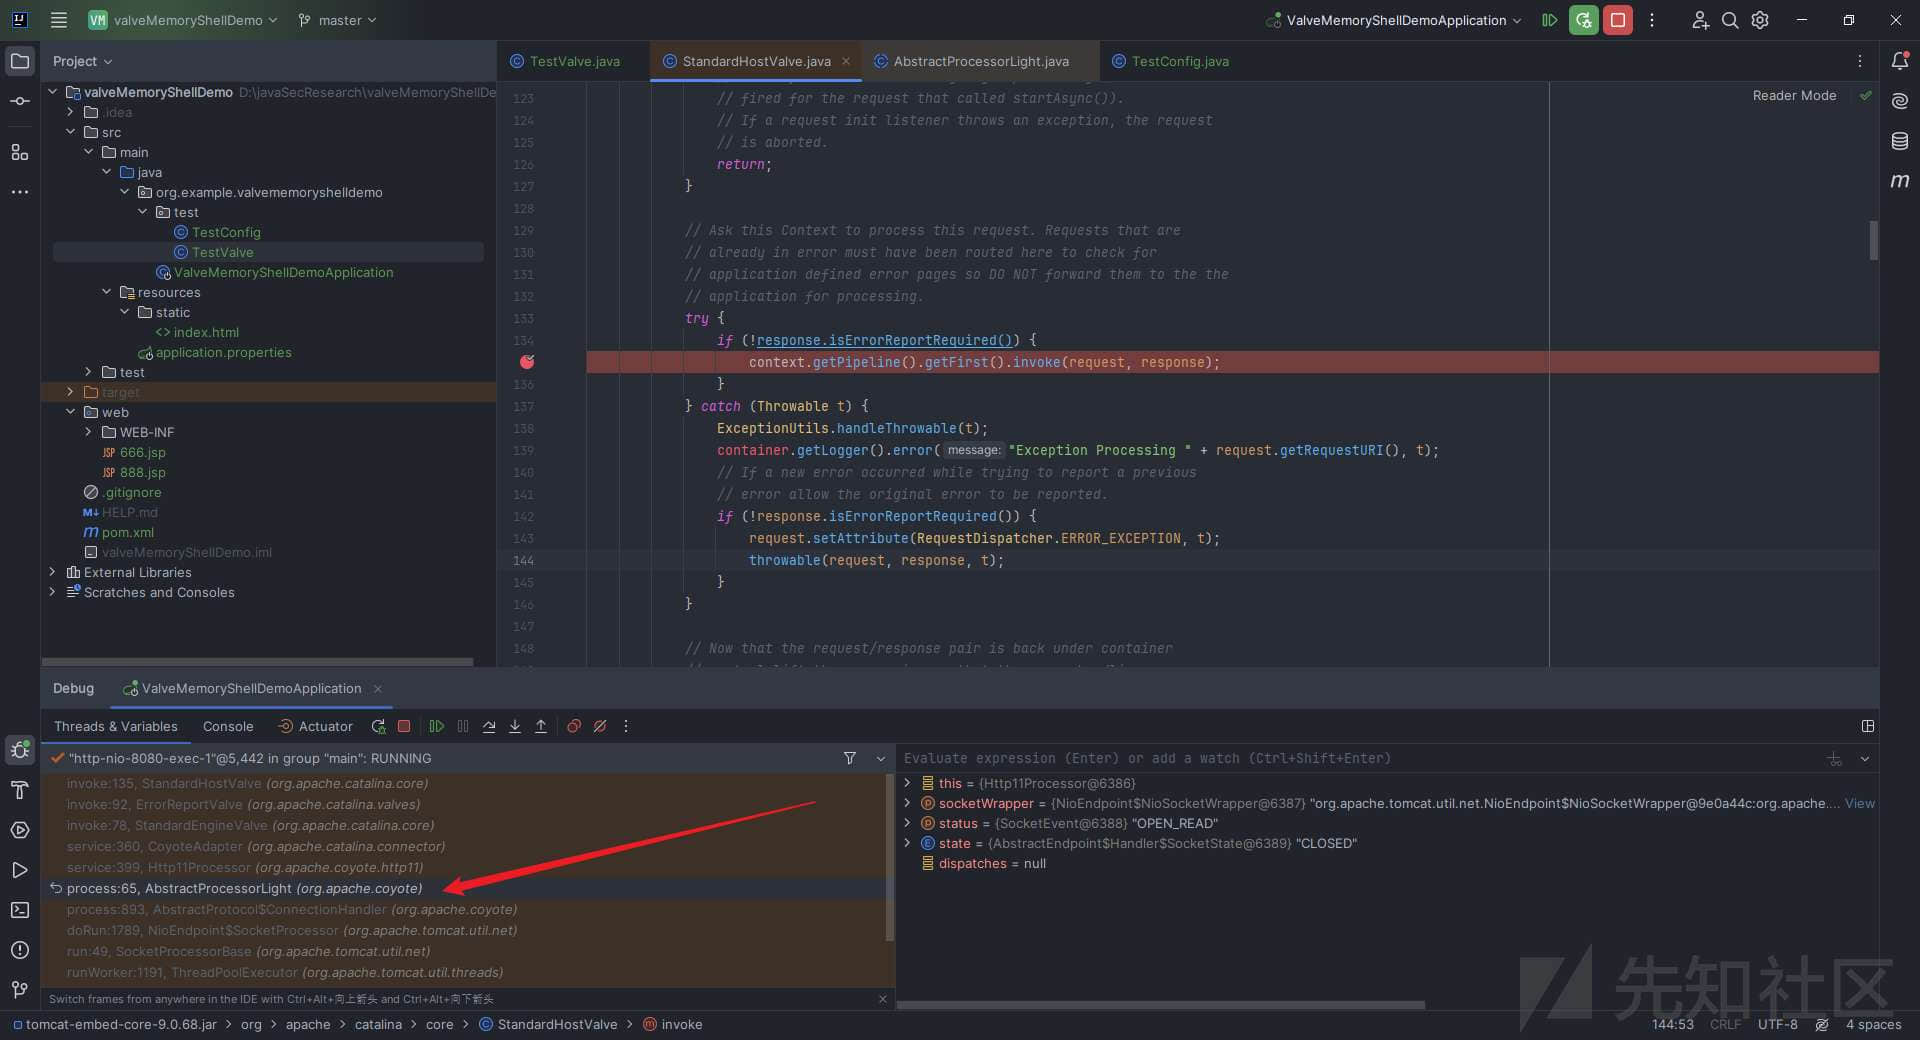 VM valveMemoryShellDemo master ValveMemoryShellDemoApplication
Project
TestValve.java StandardHostValve.java AbstractProcessorLight.java TestConfig.java
valveMemoryShellDemo D:\javaSecResearch\valveMemoryShellDe
.idea
src
main
java
org.example.valvememoryshelldemo
test
TestConfig
TestValve
ValveMemoryShellDemoApplication
resources
static
<> index.html
application.properties
test
target
web
WEB-INF
JSP 666.jsp
JSP 888.jsp
.gitignore
M↓ HELP.md
m pom.xml
valveMemoryShellDemo.iml
External Libraries
Scratches and Consoles
Reader Mode
123 // fired for the request that called startAsync()).
124 // If a request init listener throws an exception, the request
125 // is aborted.
126 return;
127 }
128
129 // Ask this Context to process this request. Requests that are
130 // already in error must have been routed here to check for
131 // application defined error pages so DO NOT forward them to the the
132 // application for processing.
133 try {
134 if (!response.isErrorReportRequired()) {
context.getPipeline().getFirst().invoke(request, response);
136 }
137 } catch (Throwable t) {
138 ExceptionUtils.handleThrowable(t);
139 container.getLogger().error( message: "Exception Processing " + request.getRequestURI(), t);
140 // If a new error occurred while trying to report a previous
141 // error allow the original error to be reported.
142 if (!response.isErrorReportRequired()) {
143 request.setAttribute(RequestDispatcher.ERROR_EXCEPTION, t);
144 throwable(request, response, t);
145 }
146 }
147
148 // Now that the request/response pair is back under container
Debug ValveMemoryShellDemoApplication
Threads & Variables Console Actuator
"http-nio-8080-exec-1"@5,442 in group "main": RUNNING
invoke:135, StandardHostValve (org.apache.catalina.core)
invoke:92, ErrorReportValve (org.apache.catalina.valves)
invoke:78, StandardEngineValve (org.apache.catalina.core)
service:360, CoyoteAdapter (org.apache.catalina.connector)
service:399, Http11Processor (org.apache.coyote.http11)
process:65, AbstractProcessorLight (org.apache.coyote)
process:893, AbstractProtocol$ConnectionHandler (org.apache.coyote)
doRun:1789, NioEndpoint$SocketProcessor (org.apache.tomcat.util.net)
run:49, SocketProcessorBase (org.apache.tomcat.util.net)
runWorker:1191, ThreadPoolExecutor (org.apache.tomcat.util.threads)
Switch frames from anywhere in the IDE with Ctrl+Alt+向上箭头 and Ctrl+Alt+向下箭头
Evaluate expression (Enter) or add a watch (Ctrl+Shift+Enter)
this = {Http11Processor@6386}
socketWrapper = {NioEndpoint$NioSocketWrapper@6387} "org.apache.tomcat.util.net.NioEndpoint$NioSocketWrapper@9e0a44c:org.apache.... View
status = {SocketEvent@6388} "OPEN_READ"
state = {AbstractEndpoint$Handler$SocketState@6389} "CLOSED"
dispatches = null
先知社区
tomcat-embed-core-9.0.68.jar > org > apache > catalina > core > StandardHostValve > invoke
144:53 CRLF UTF-8 4 spaces